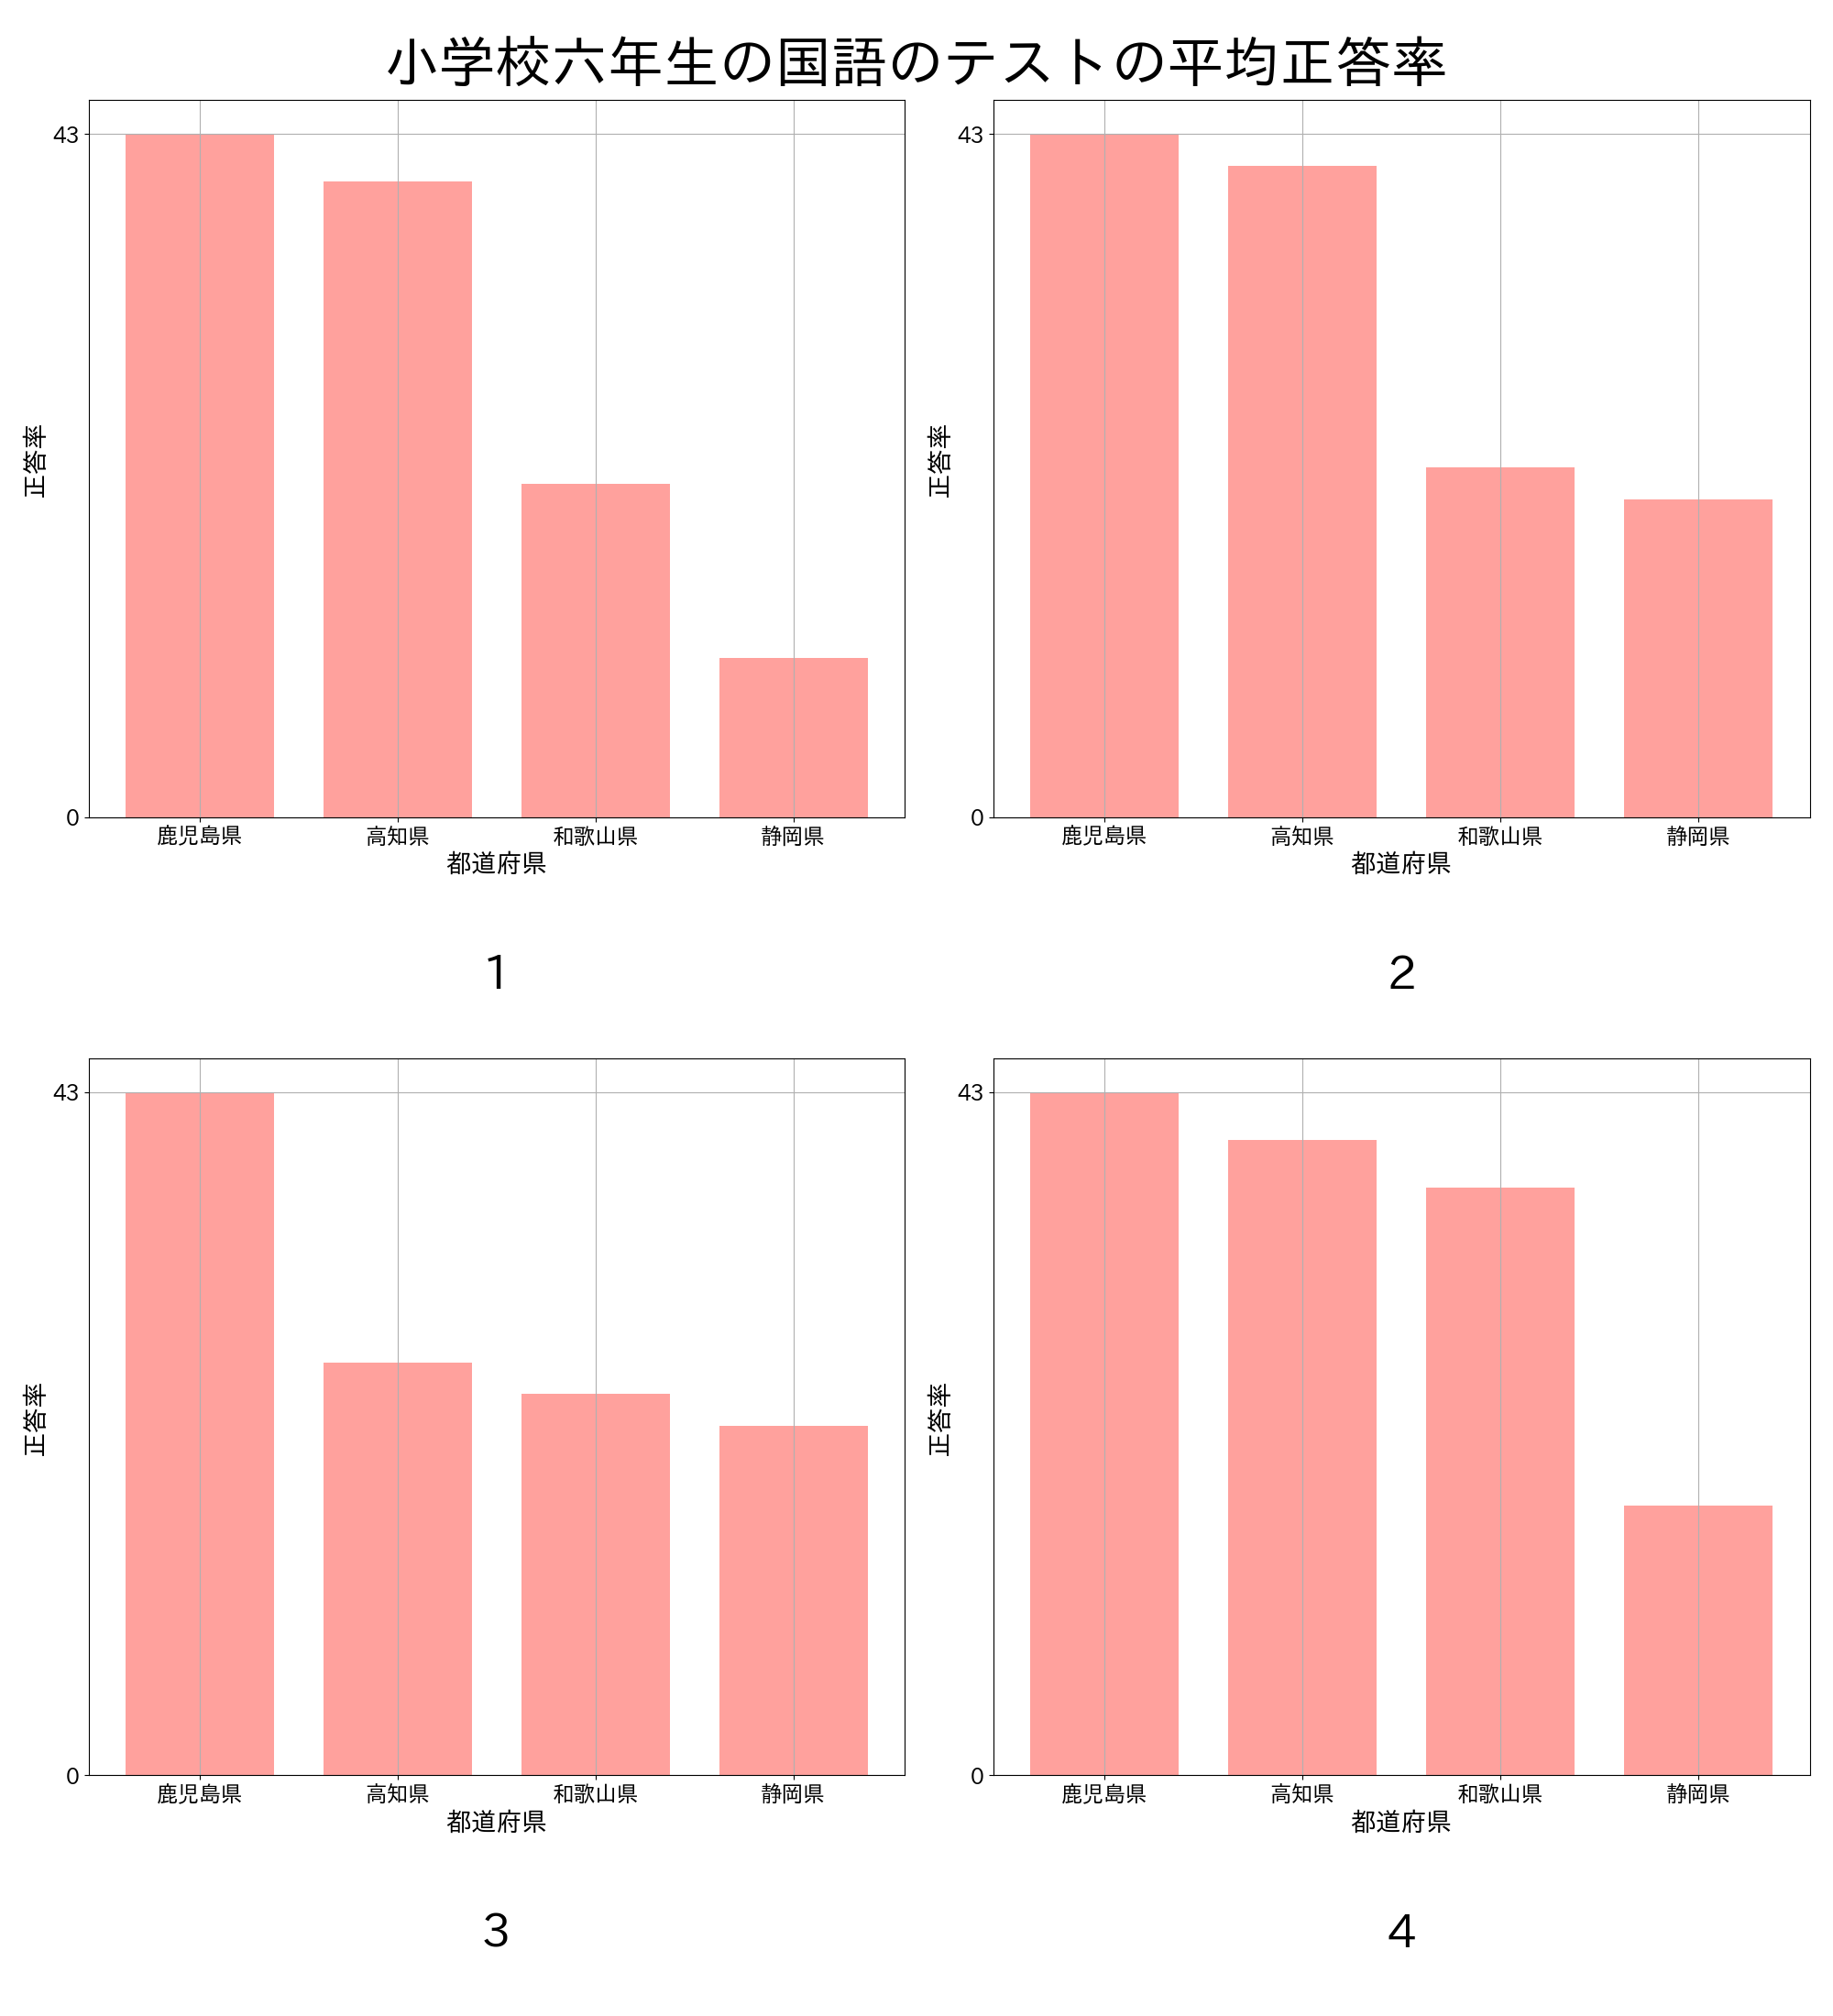 小学校六年生の国語のテストの平均正答率
43
0
正答率
鹿児島県 高知県 和歌山県 静岡県
都道府県
1
43
0
正答率
鹿児島県 高知県 和歌山県 静岡県
都道府県
2
43
0
正答率
鹿児島県 高知県 和歌山県 静岡県
都道府県
3
43
0
正答率
鹿児島県 高知県 和歌山県 静岡県
都道府県
4